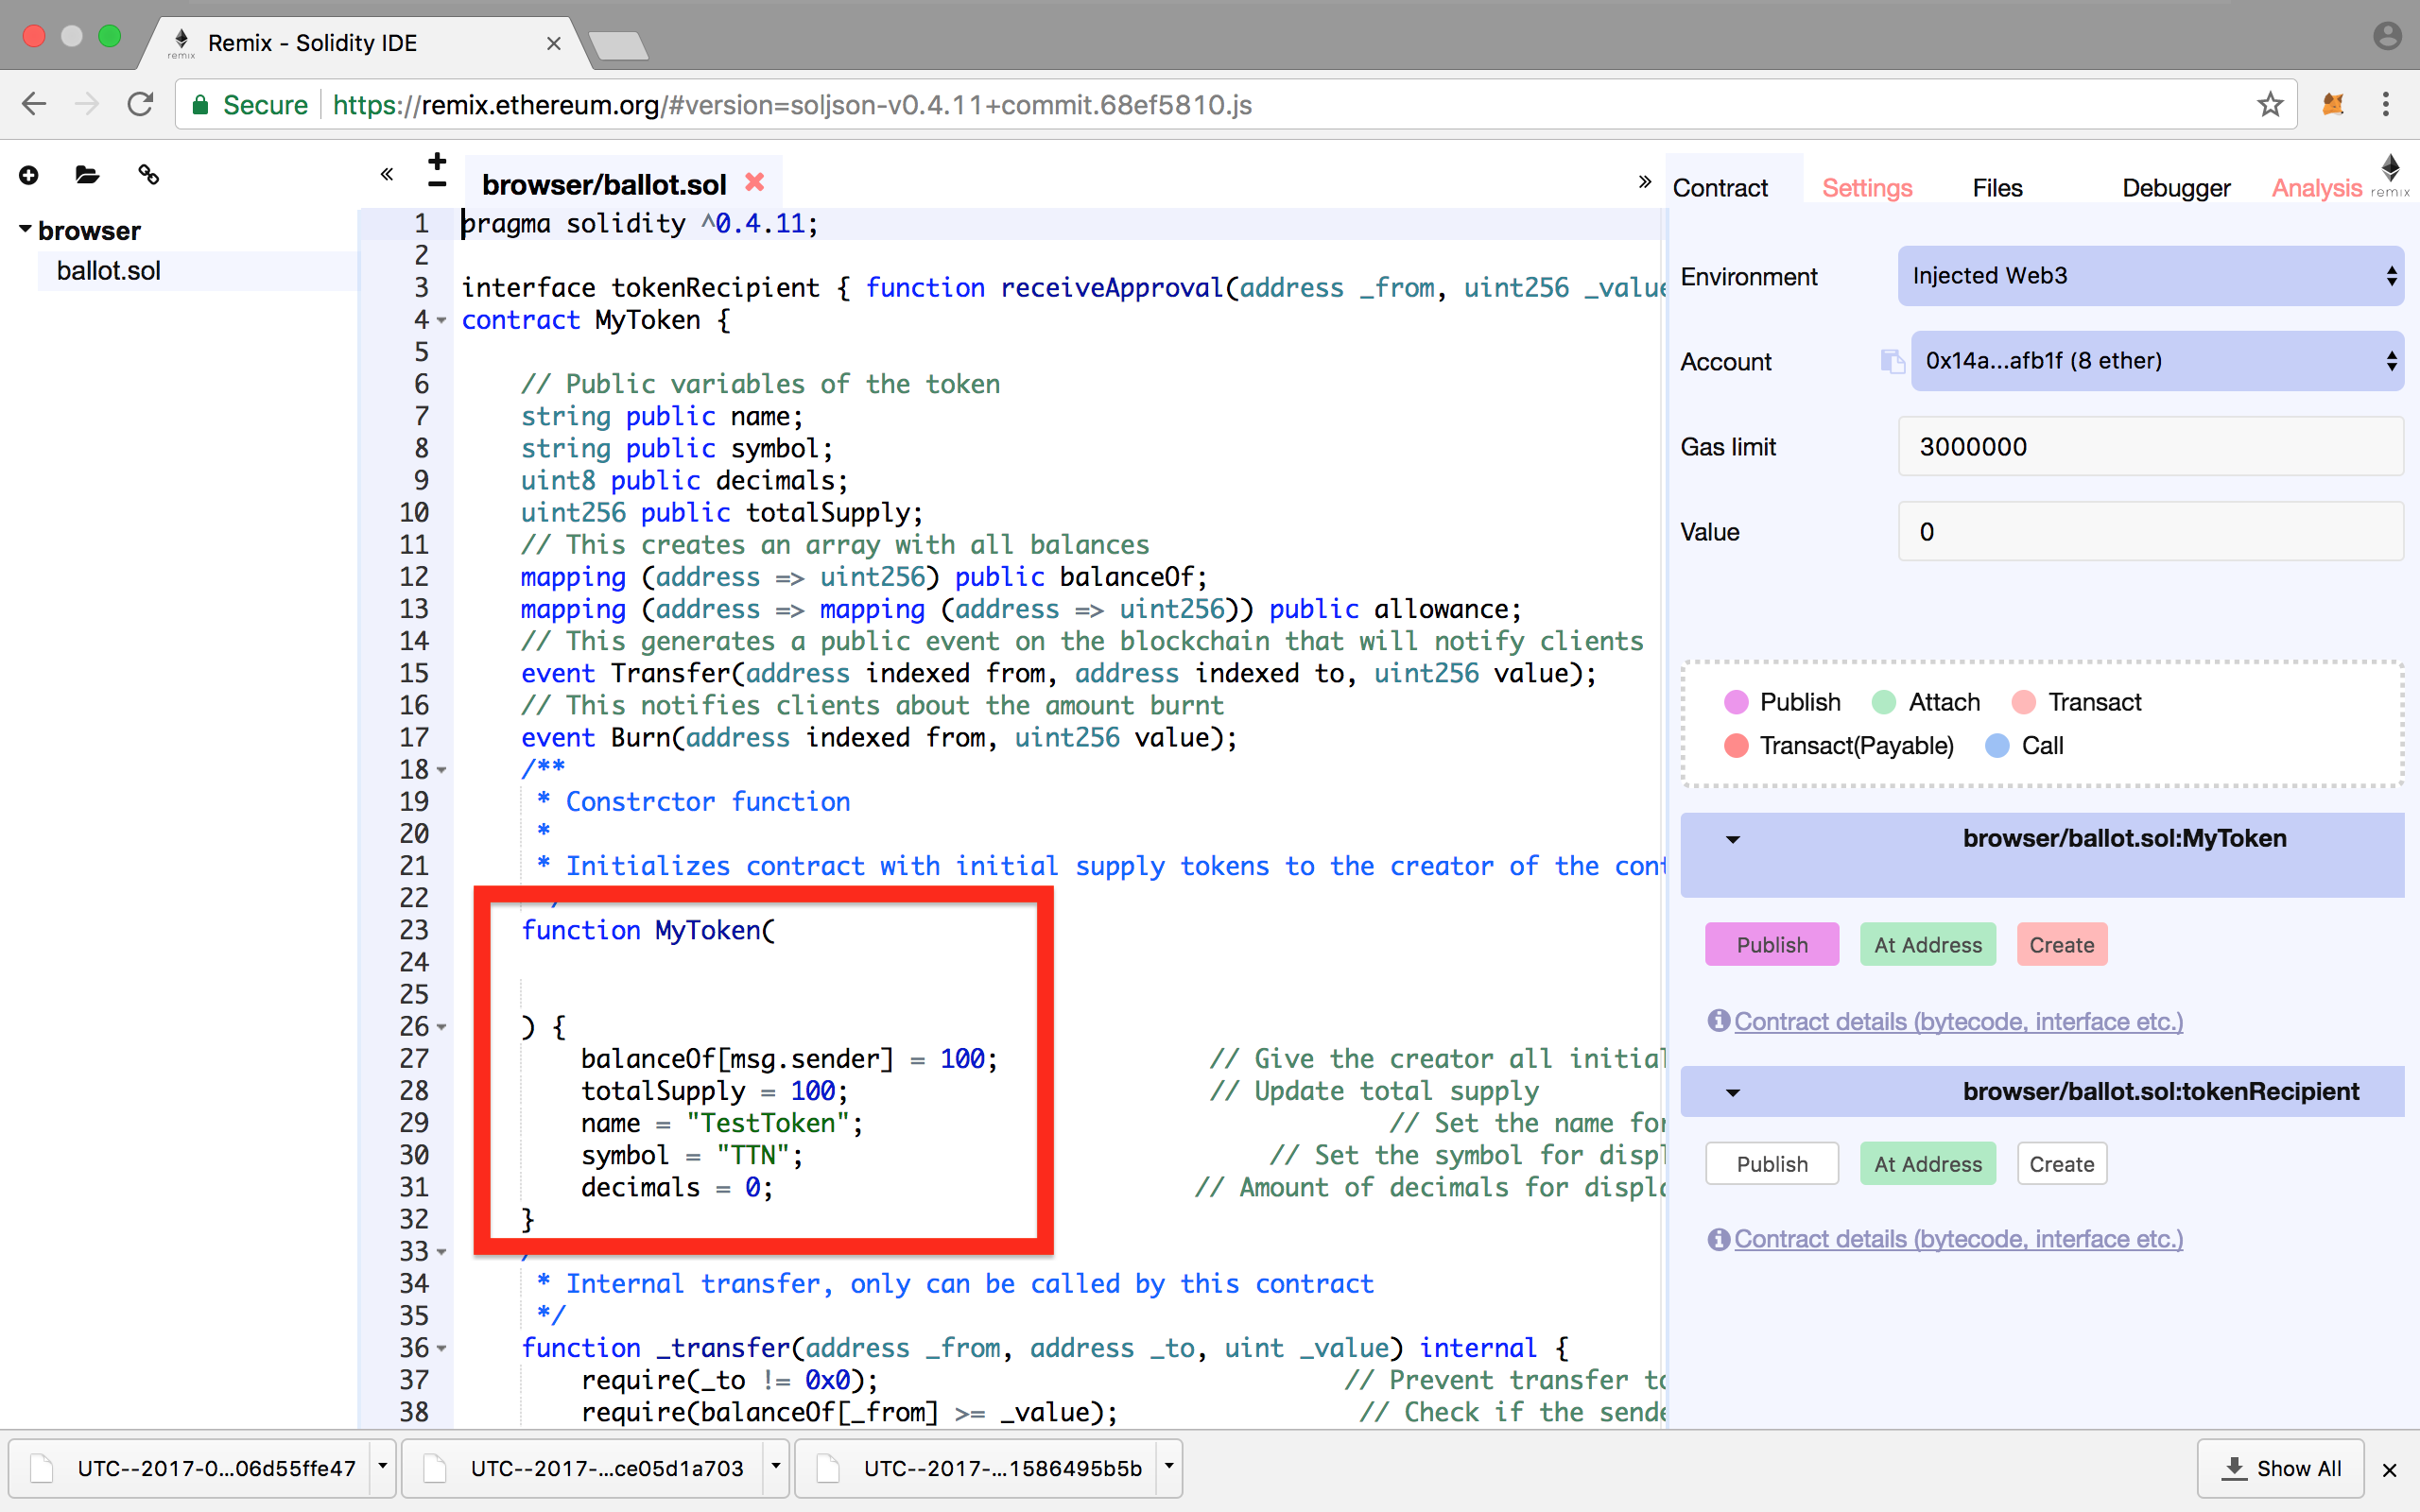 Remix - Solidity IDE
remix
Secure https://remix.ethereum.org/#version=soljson-v0.4.11+commit.68ef5810.js
browser
ballot.sol
browser/ballot.sol
1 pragma solidity ^0.4.11;
2
3 interface tokenRecipient { function receiveApproval(address _from, uint256 _value
4 contract MyToken {
5
6 // Public variables of the token
7 string public name;
8 string public symbol;
9 uint8 public decimals;
10 uint256 public totalSupply;
11 // This creates an array with all balances
12 mapping (address => uint256) public balanceOf;
13 mapping (address => mapping (address => uint256)) public allowance;
14 // This generates a public event on the blockchain that will notify clients
15 event Transfer(address indexed from, address indexed to, uint256 value);
16 // This notifies clients about the amount burnt
17 event Burn(address indexed from, uint256 value);
18 /**
19 * Constrctor function
20 *
21 * Initializes contract with initial supply tokens to the creator of the
22
23 function MyToken(
24
25
26 ) {
27 balanceOf[msg.sender] = 100; // Give the creator all
28 totalSupply = 100; // Update total supply
29 name = "TestToken"; // Set the name for
30 symbol = "TTN"; // Set the symbol for
31 decimals = 0; // Amount of decimals for
32 }
33
34 * Internal transfer, only can be called by this contract
35 */
36 function _transfer(address _from, address _to, uint _value) internal {
37 require(_to != 0x0); // Prevent transfer
38 require(balanceOf[_from] >= _value); // Check if the
Contract Settings Files Debugger Analysis
remix
Environment Injected Web3
Account 0x14a...afb1f (8 ether)
Gas limit 3000000
Value 0
Publish Attach Transact
Transact(Payable) Call
browser/ballot.sol:MyToken
Publish At Address Create
Contract details (bytecode, interface etc.)
browser/ballot.sol:tokenRecipient
Publish At Address Create
Contract details (bytecode, interface etc.)
UTC--2017-0...06d55ffe47
UTC--2017-...ce05d1a703
UTC--2017-...1586495b5b
Show All